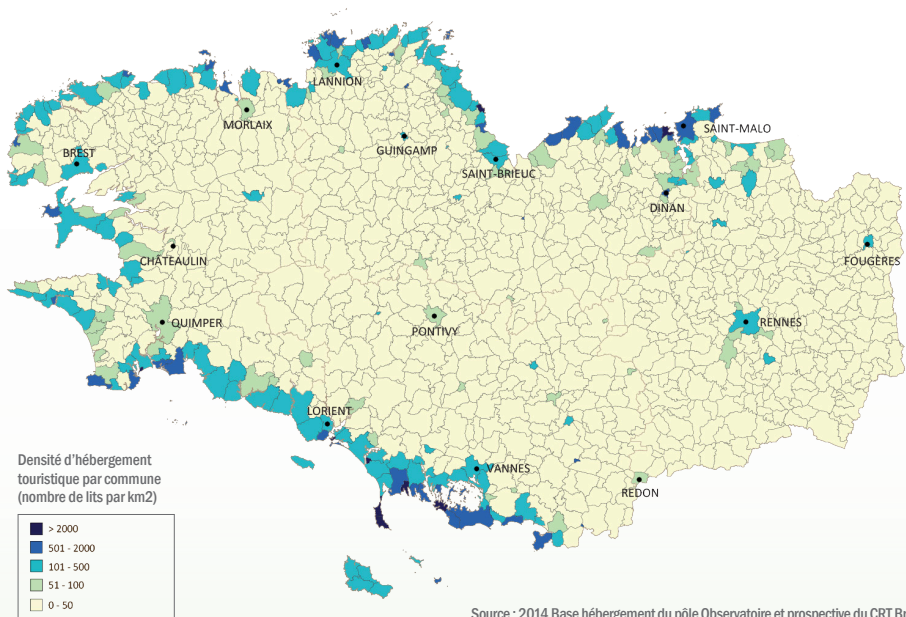 LANNION
MORLAIX
GUINGAMP
SAINT-MALO
BREST
SAINT-BRIEUC
DINAN
CHÂTEAULIN
FOUGÈRES
QUIMPER
PONTIVY
RENNES
LORIENT
VANNES
REDON
Densité d'hébergement
touristique par commune
(nombre de lits par km2)
> 2000
501 - 2000
101 - 500
51 - 100
0 - 50
Source : 2014 Base hébergement du pôle Observatoire et prospective du CRT Br